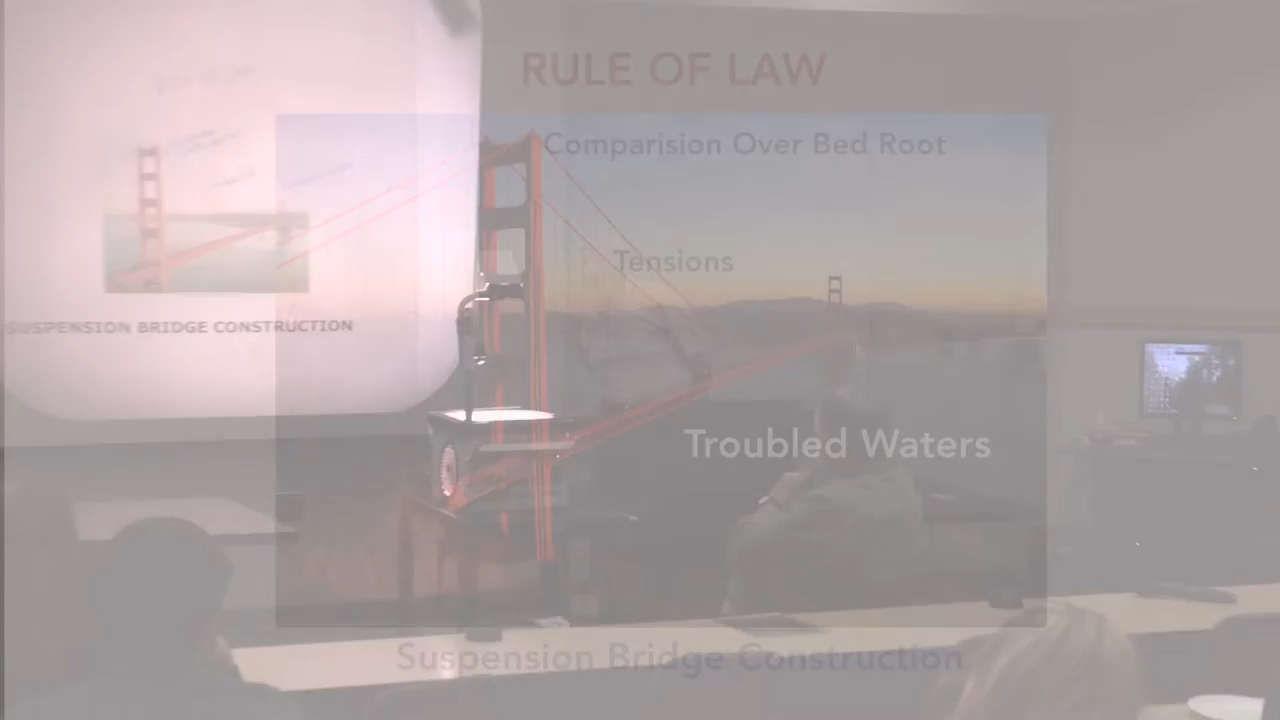 RULE OF LAW
Comparision Over Bed Root
Tensions
SUSPENSION BRIDGE CONSTRUCTION
Troubled Waters
Suspension Bridge Construction